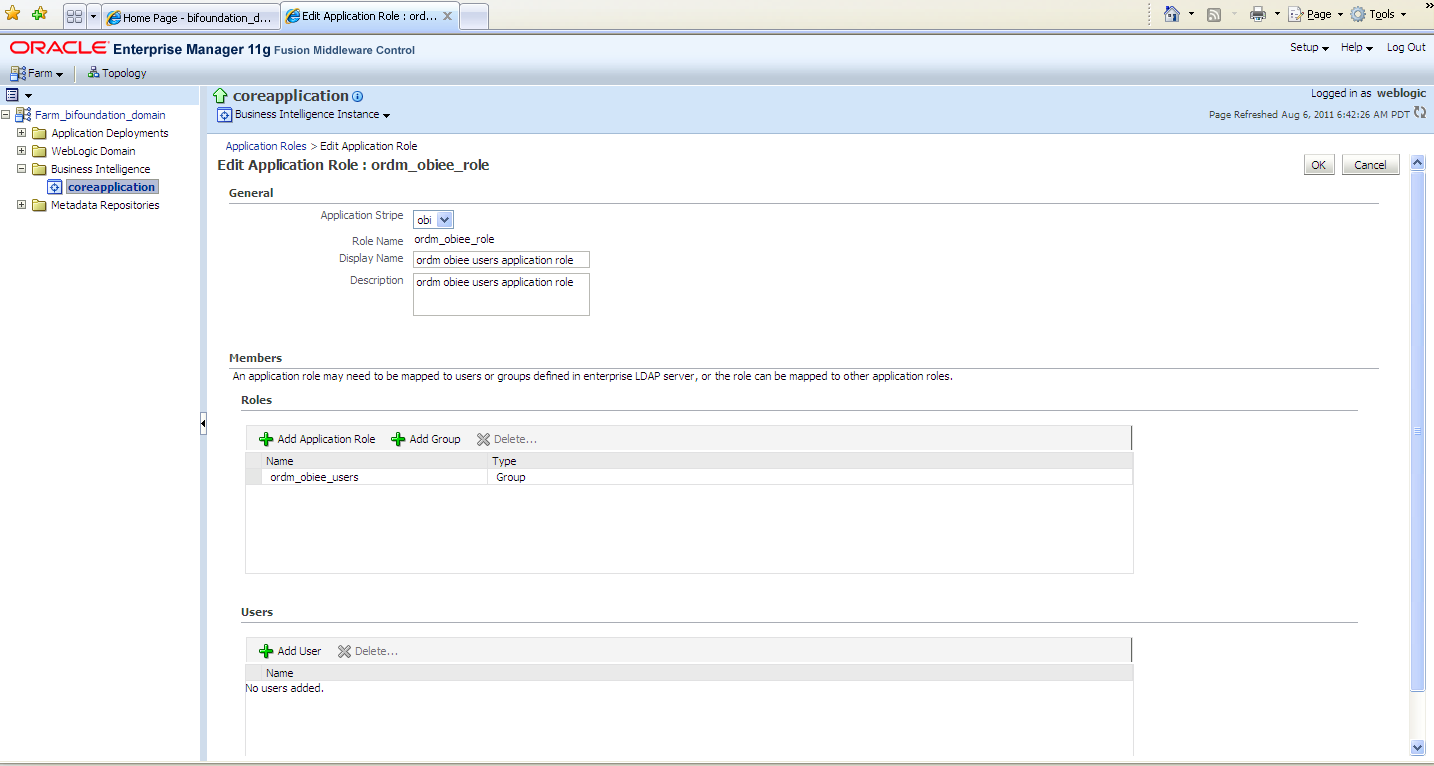 Home Page - bifoundation_d...
Edit Application Role : ord...
Page
Tools
ORACLE Enterprise Manager 11g Fusion Middleware Control
Setup Help Log Out
Farm Topology
coreapplication
Logged in as weblogic
Business Intelligence Instance
Page Refreshed Aug 6, 2011 6:42:26 AM PDT
Farm_bifoundation_domain
Application Deployments
WebLogic Domain
Business Intelligence
coreapplication
Metadata Repositories
Application Roles > Edit Application Role
Edit Application Role : ordm_obiee_role
OK Cancel
General
Application Stripe obi
Role Name ordm_obiee_role
Display Name ordm obiee users application role
Description ordm obiee users application role
Members
An application role may need to be mapped to users or groups defined in enterprise LDAP server, or the role can be mapped to other application roles.
Roles
Add Application Role Add Group Delete...
Name Type
ordm_obiee_users Group
Users
Add User Delete...
Name
No users added.